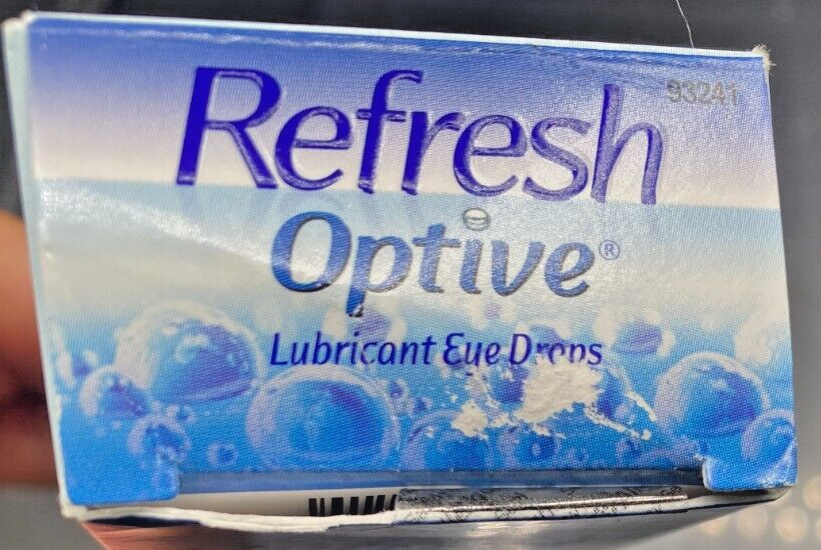 93241
Refresh
Optive®
Lubricant Eye Drops